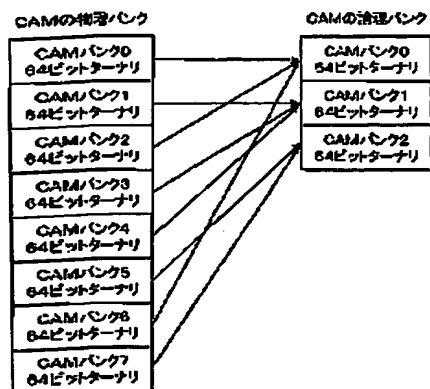 CAMの物理バンク
CAMバンク0
64ビットターナリ
CAMバンク1
64ビットターナリ
CAMバンク2
64ビットターナリ
CAMバンク3
64ビットターナリ
CAMバンク4
64ビットターナリ
CAMバンク5
64ビットターナリ
CAMバンク6
64ビットターナリ
CAMバンク7
64ビットターナリ
CAMの論理バンク
CAMバンク0
64ビットターナリ
CAMバンク1
64ビットターナリ
CAMバンク2
64ビットターナリ